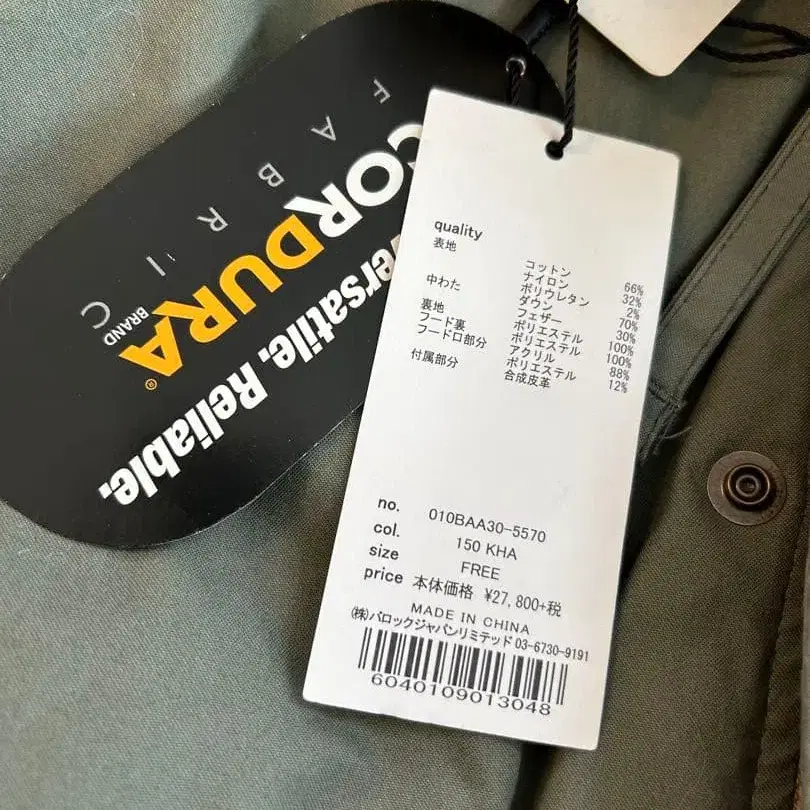 CORDURA®
BRAND
FABRIC
ersatile. Reliable.
quality
表地 コットン 66%
ナイロン 32%
ポリウレタン 2%
中わた ダウン 70%
フェザー 30%
裏地 ポリエステル 100%
フード裏 ポリエステル 100%
フード口部分 アクリル 88%
ポリエステル 12%
付属部分 合成皮革
no. 010BAA30-5570
col. 150 KHA
size FREE
price 本体価格 ¥27,800+税
MADE IN CHINA
(株)バロックジャパンリミテッド 03-6730-9191
6040109013048